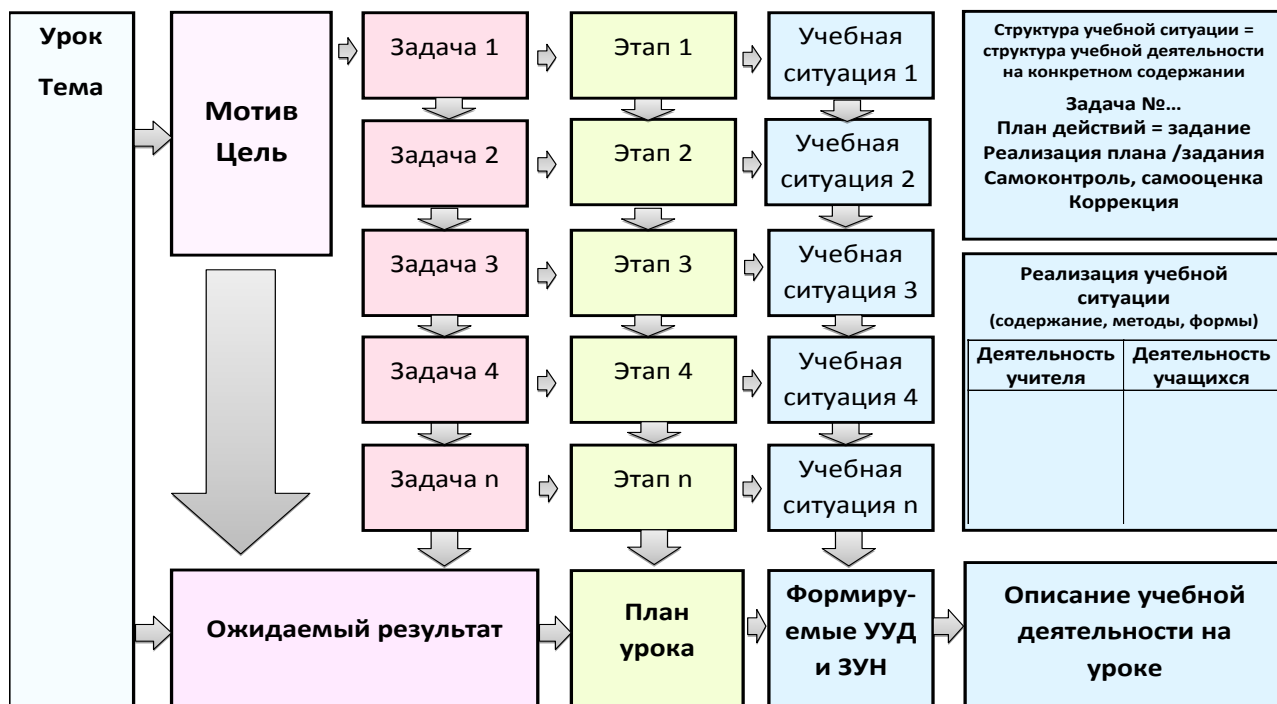 Урок
Тема
Мотив
Цель
Задача 1
Этап 1
Учебная
ситуация 1
Задача 2
Этап 2
Учебная
ситуация 2
Задача 3
Этап 3
Учебная
ситуация 3
Задача 4
Этап 4
Учебная
ситуация 4
Задача n
Этап n
Учебная
ситуация n
Структура учебной ситуации =
структура учебной деятельности
на конкретном содержании
Задача №...
План действий = задание
Реализация плана /задания
Самоконтроль, самооценка
Коррекция
Реализация учебной
ситуации
(содержание, методы, формы)
Деятельность
учителя
Деятельность
учащихся
Ожидаемый результат
План
урока
Формиру-
емые УУД
и ЗУН
Описание учебной
деятельности на
уроке